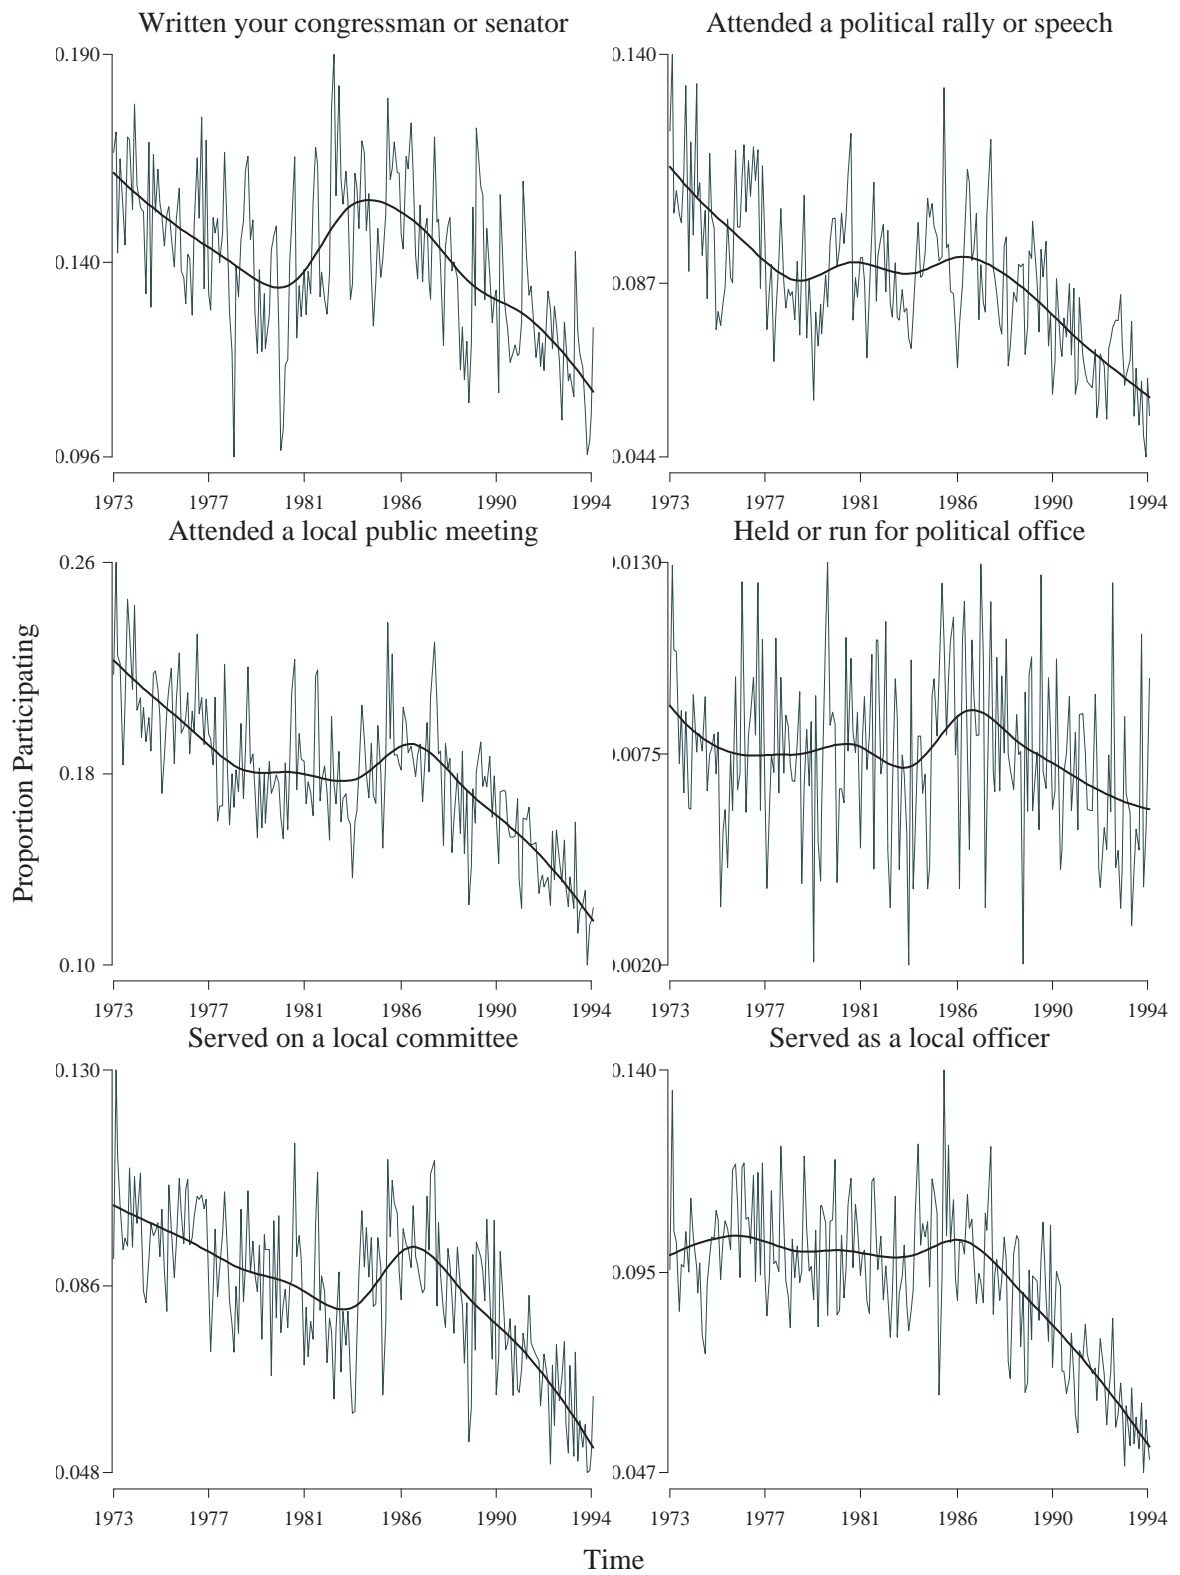 Written your congressman or senator
0.190
0.140
0.096
1973 1977 1981 1986 1990 1994
Attended a political rally or speech
0.140
0.087
0.044
1973 1977 1981 1986 1990 1994
Attended a local public meeting
0.26
0.18
0.10
1973 1977 1981 1986 1990 1994
Held or run for political office
0.0130
0.0075
0.0020
1973 1977 1981 1986 1990 1994
Served on a local committee
0.130
0.086
0.048
1973 1977 1981 1986 1990 1994
Served as a local officer
0.140
0.095
0.047
1973 1977 1981 1986 1990 1994
Proportion Participating
Time